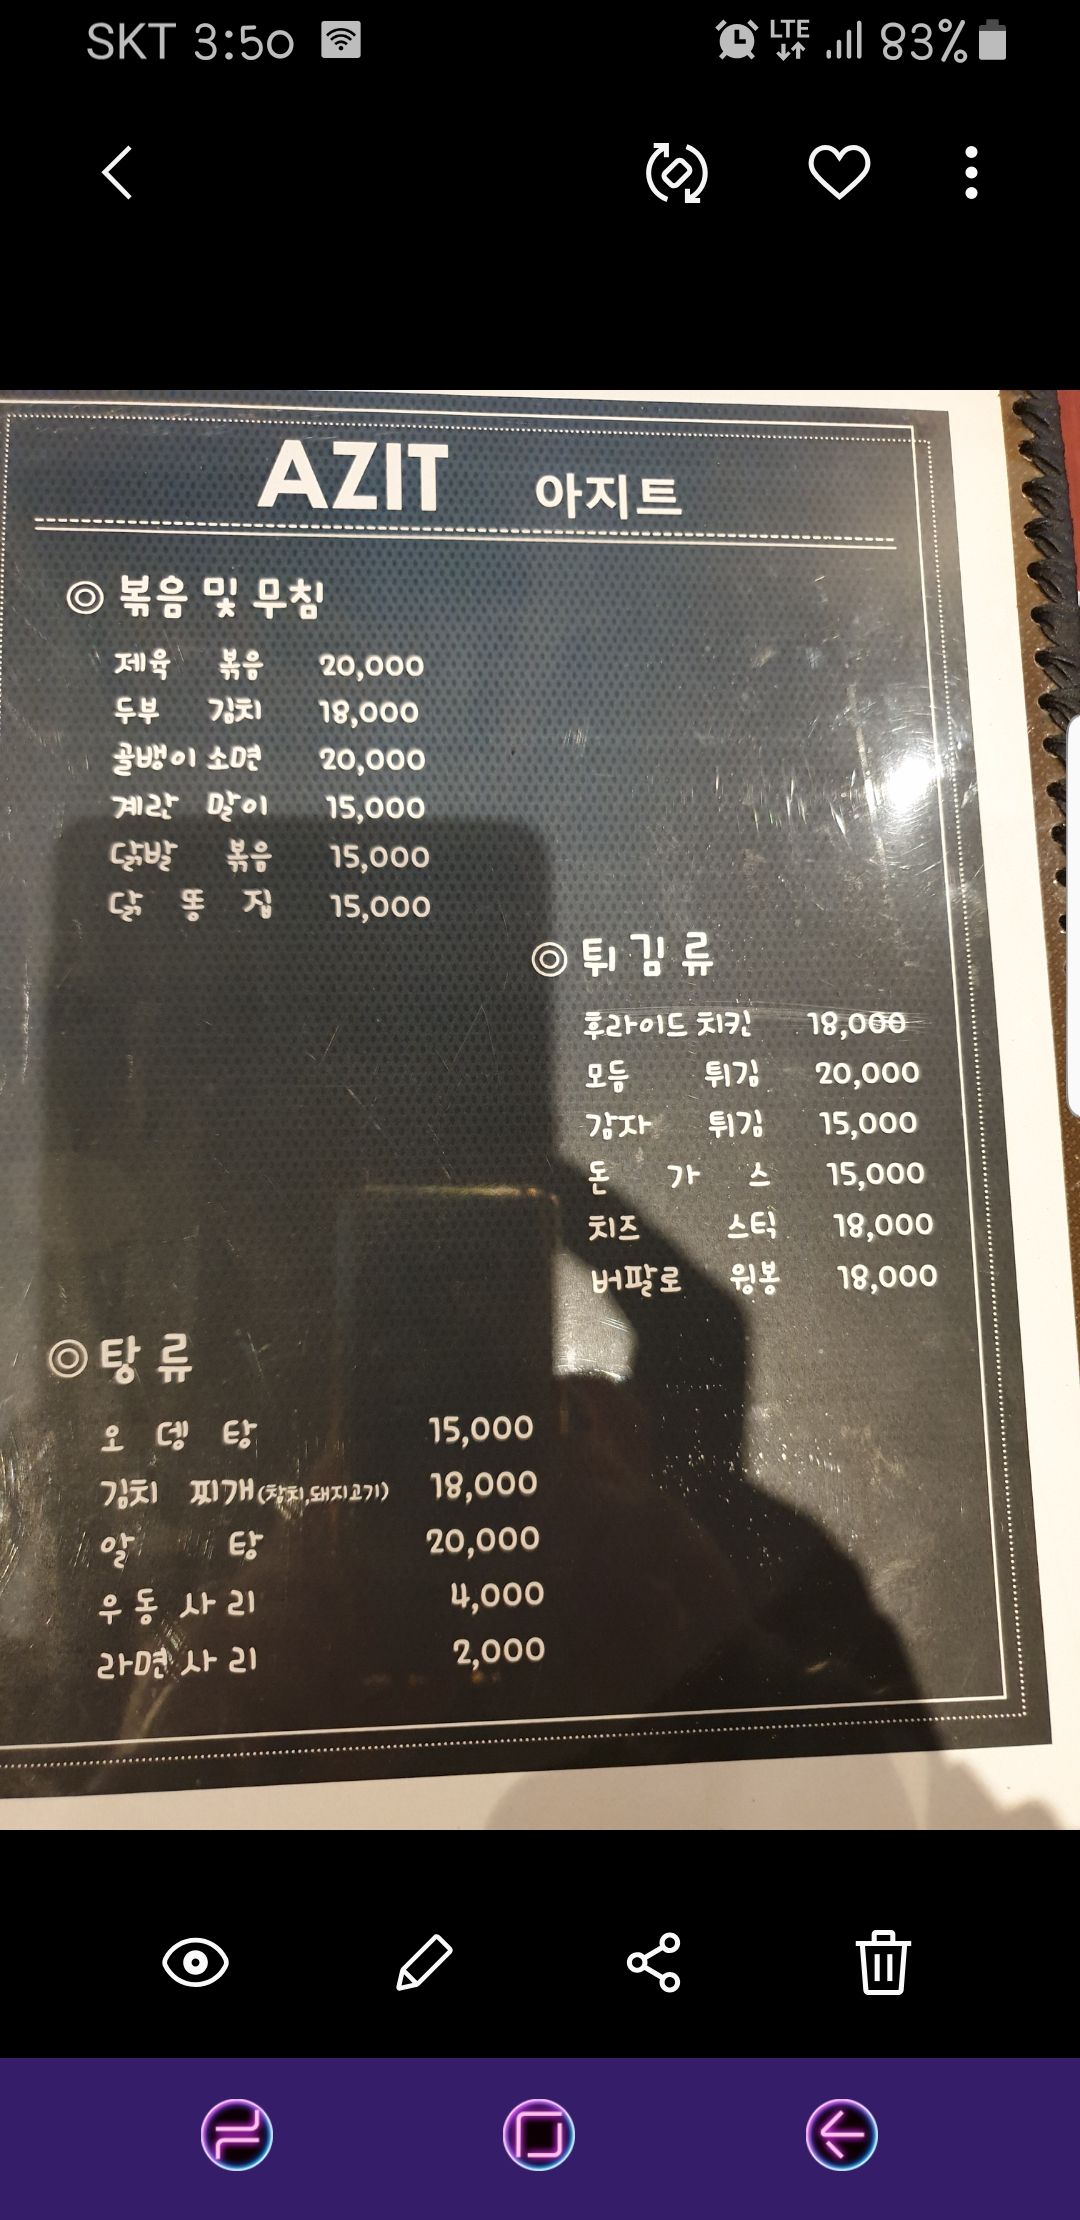 SKT 3:50 LTE 83%
AZIT 아지트
◎ 볶음 및 무침
제육 볶음 20,000
두부 김치 18,000
골뱅이 소면 20,000
계란 말이 15,000
닭발 볶음 15,000
닭 똥 집 15,000
◎ 튀김류
후라이드 치킨 18,000
모듬 튀김 20,000
감자 튀김 15,000
돈 가 스 15,000
치즈 스틱 18,000
버팔로 윙봉 18,000
◎ 탕류
오 뎅 탕 15,000
김치 찌개(참치,돼지고기) 18,000
알 탕 20,000
우동 사리 4,000
라면 사리 2,000